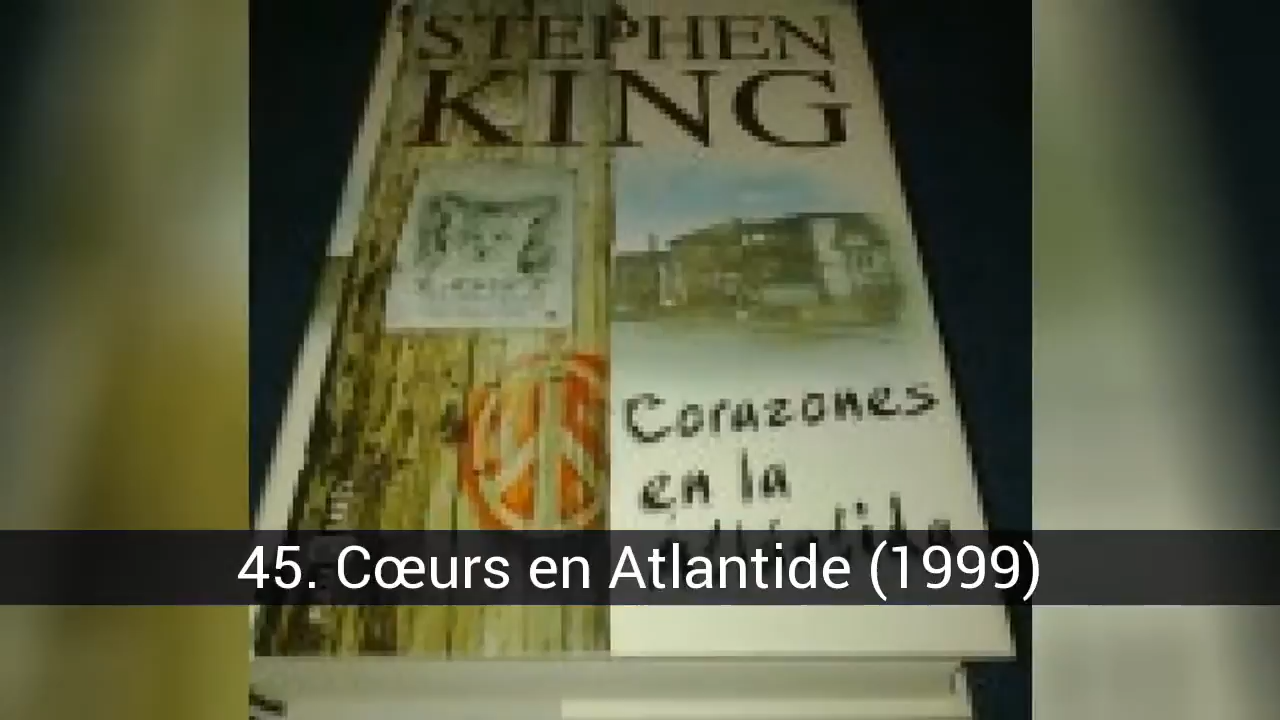 STEPHEN
KING
Corazones
en la
45. Cœurs en Atlantide (1999)